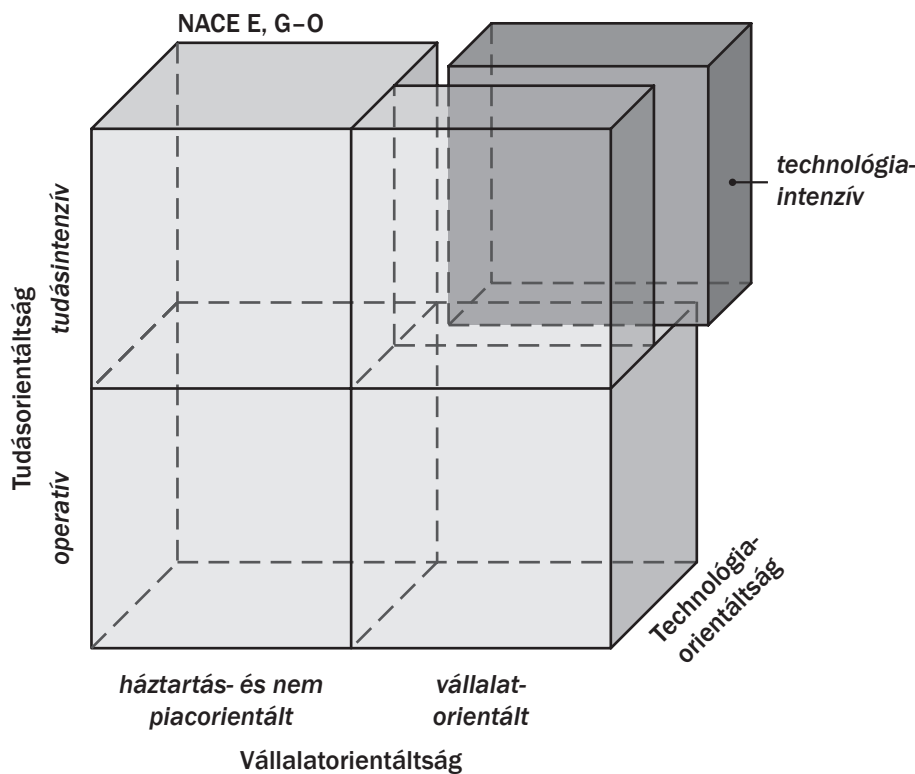 NACE E, G–O
technológia-
intenzív
Tudásorientáltság
tudásintenzív
operatív
Technológia-
orientáltság
háztartás- és nem
piacorientált
vállalat-
orientált
Vállalatorientáltság